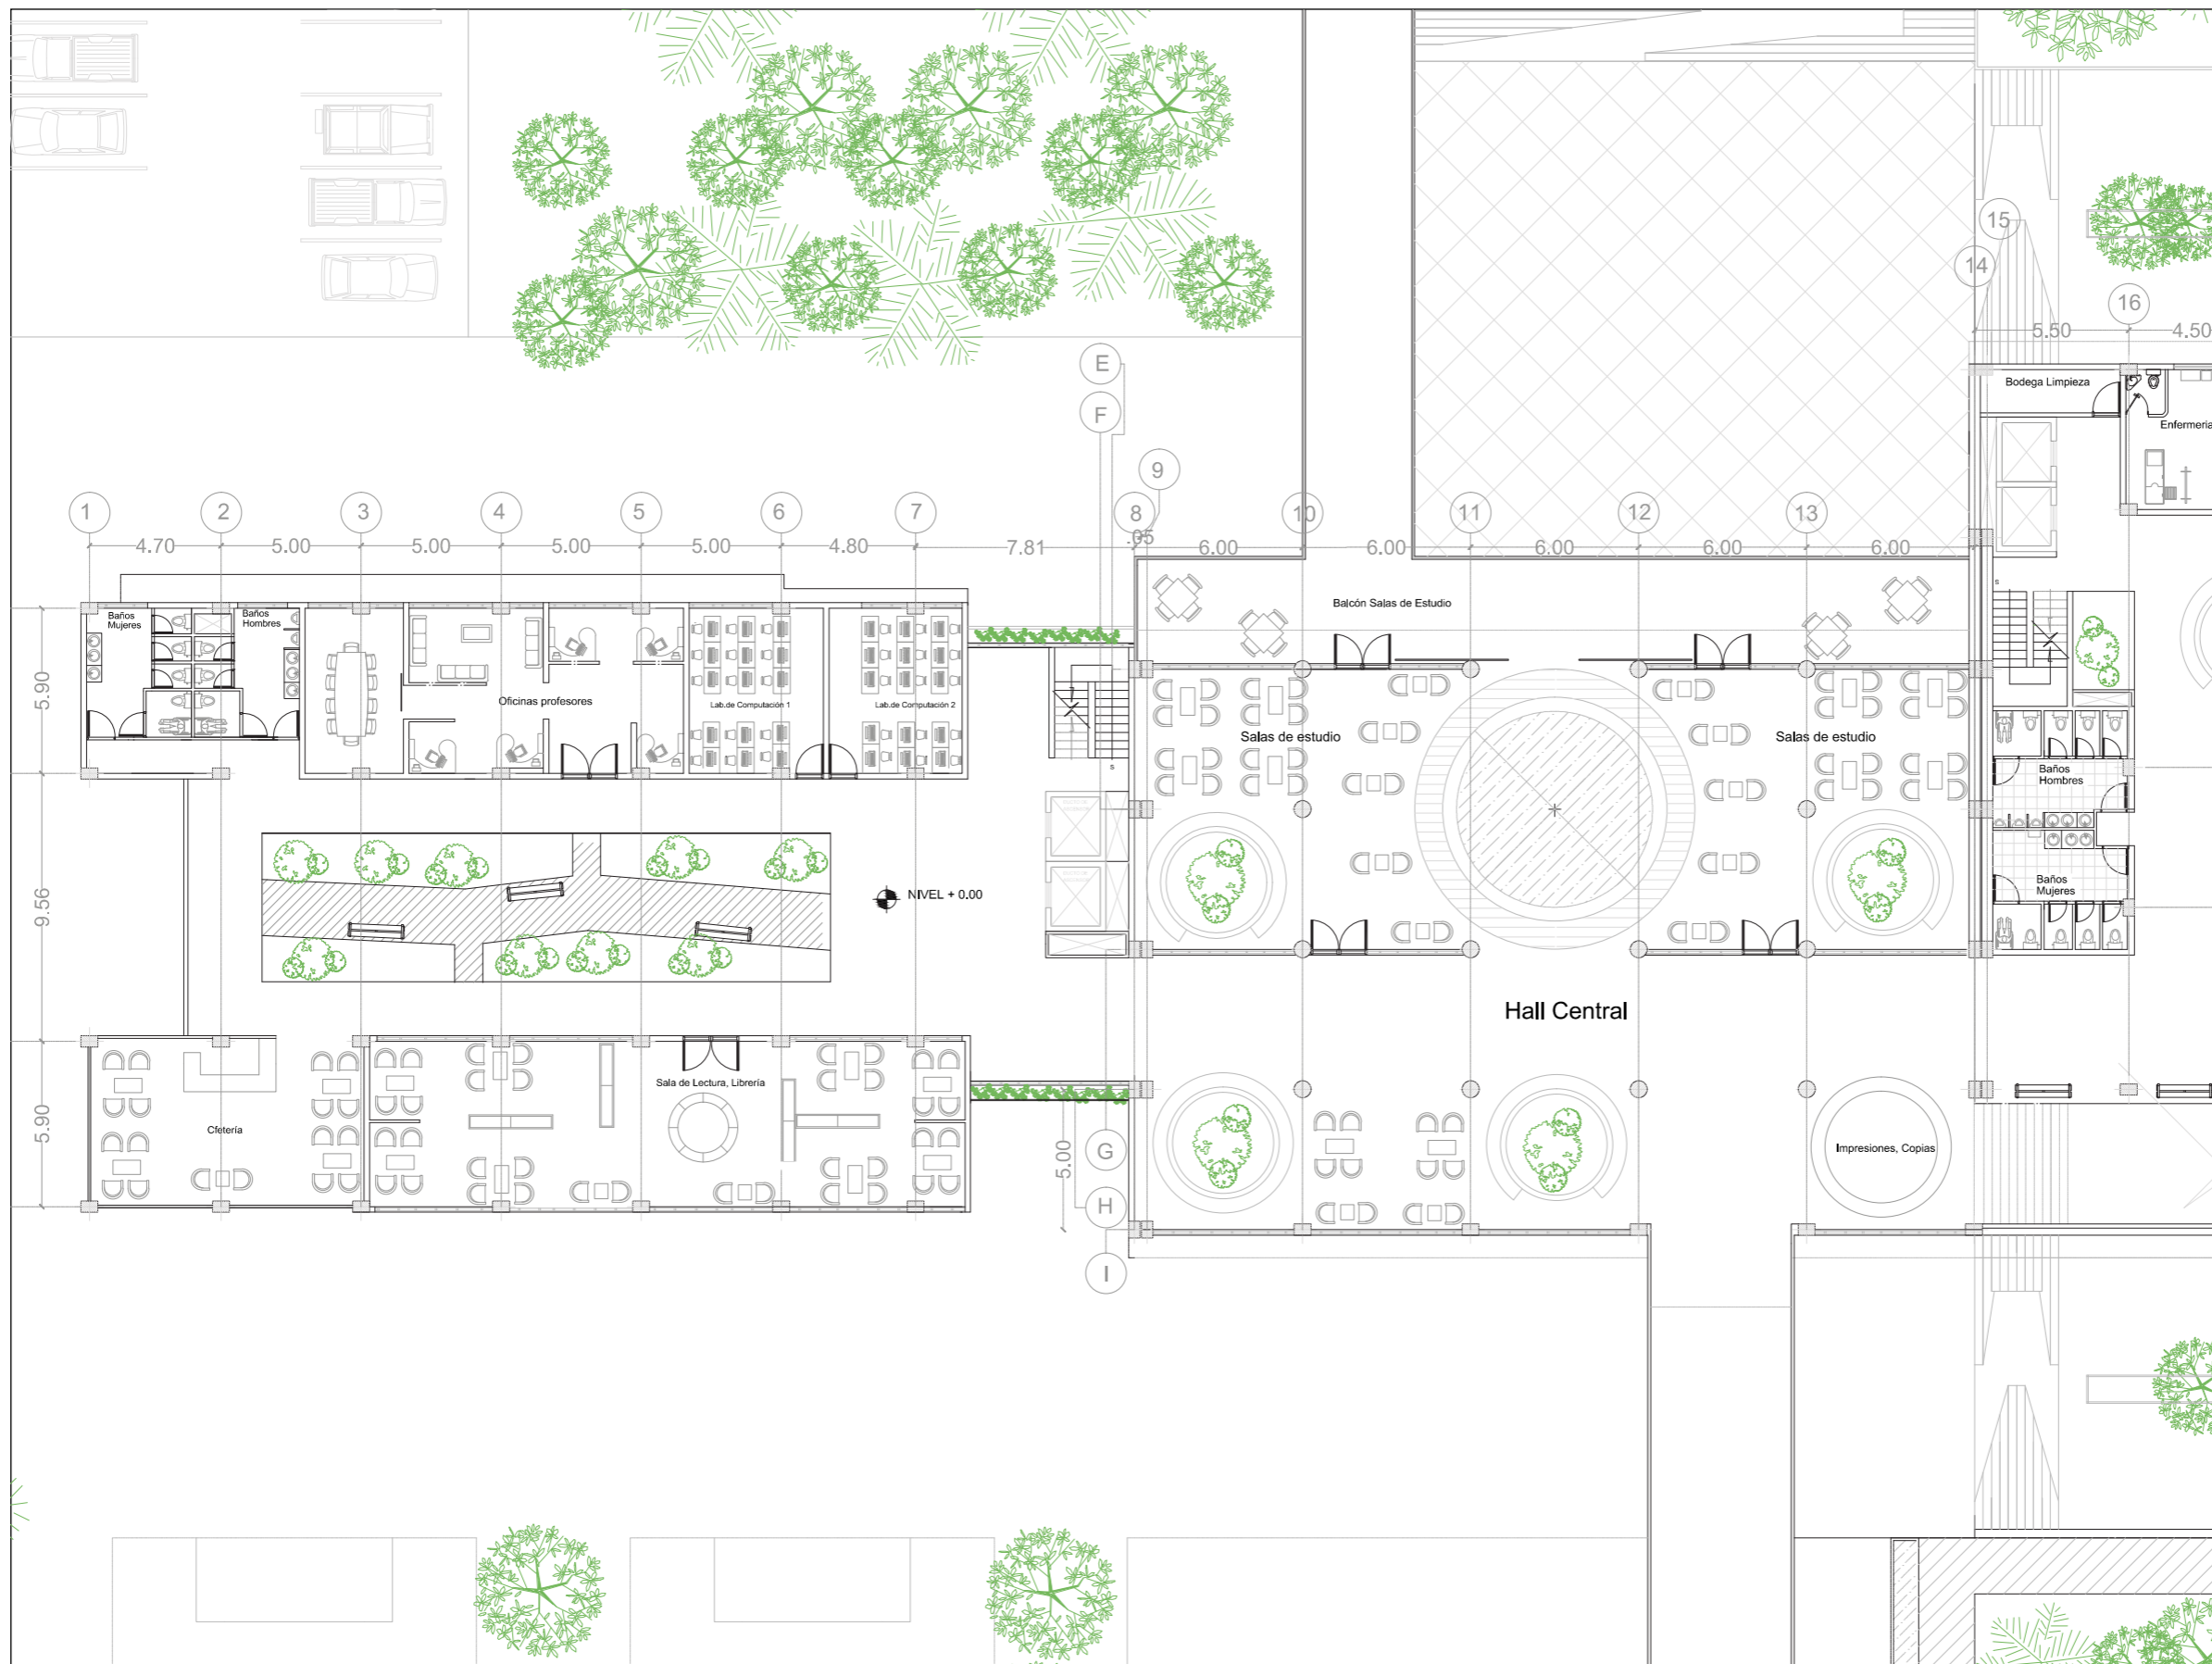 15
14
16
5.50
4.50
E
Bodega Limpieza
F
Enfermeria
9
1
2
3
4
5
6
7
8
10
11
12
13
4.70
5.00
5.00
5.00
5.00
4.80
7.81
.05
6.00
6.00
6.00
6.00
6.00
s
Baños
Mujeres
Baños
Hombres
Balcón Salas de Estudio
5.90
Oficinas profesores
Lab.de Computación 1
Lab.de Computación 2
Salas de estudio
Salas de estudio
s
Baños
Hombres
9.56
NIVEL + 0.00
Baños
Mujeres
Hall Central
Sala de Lectura, Librería
5.90
Cfetería
5.00
G
Impresiones, Copias
H
I